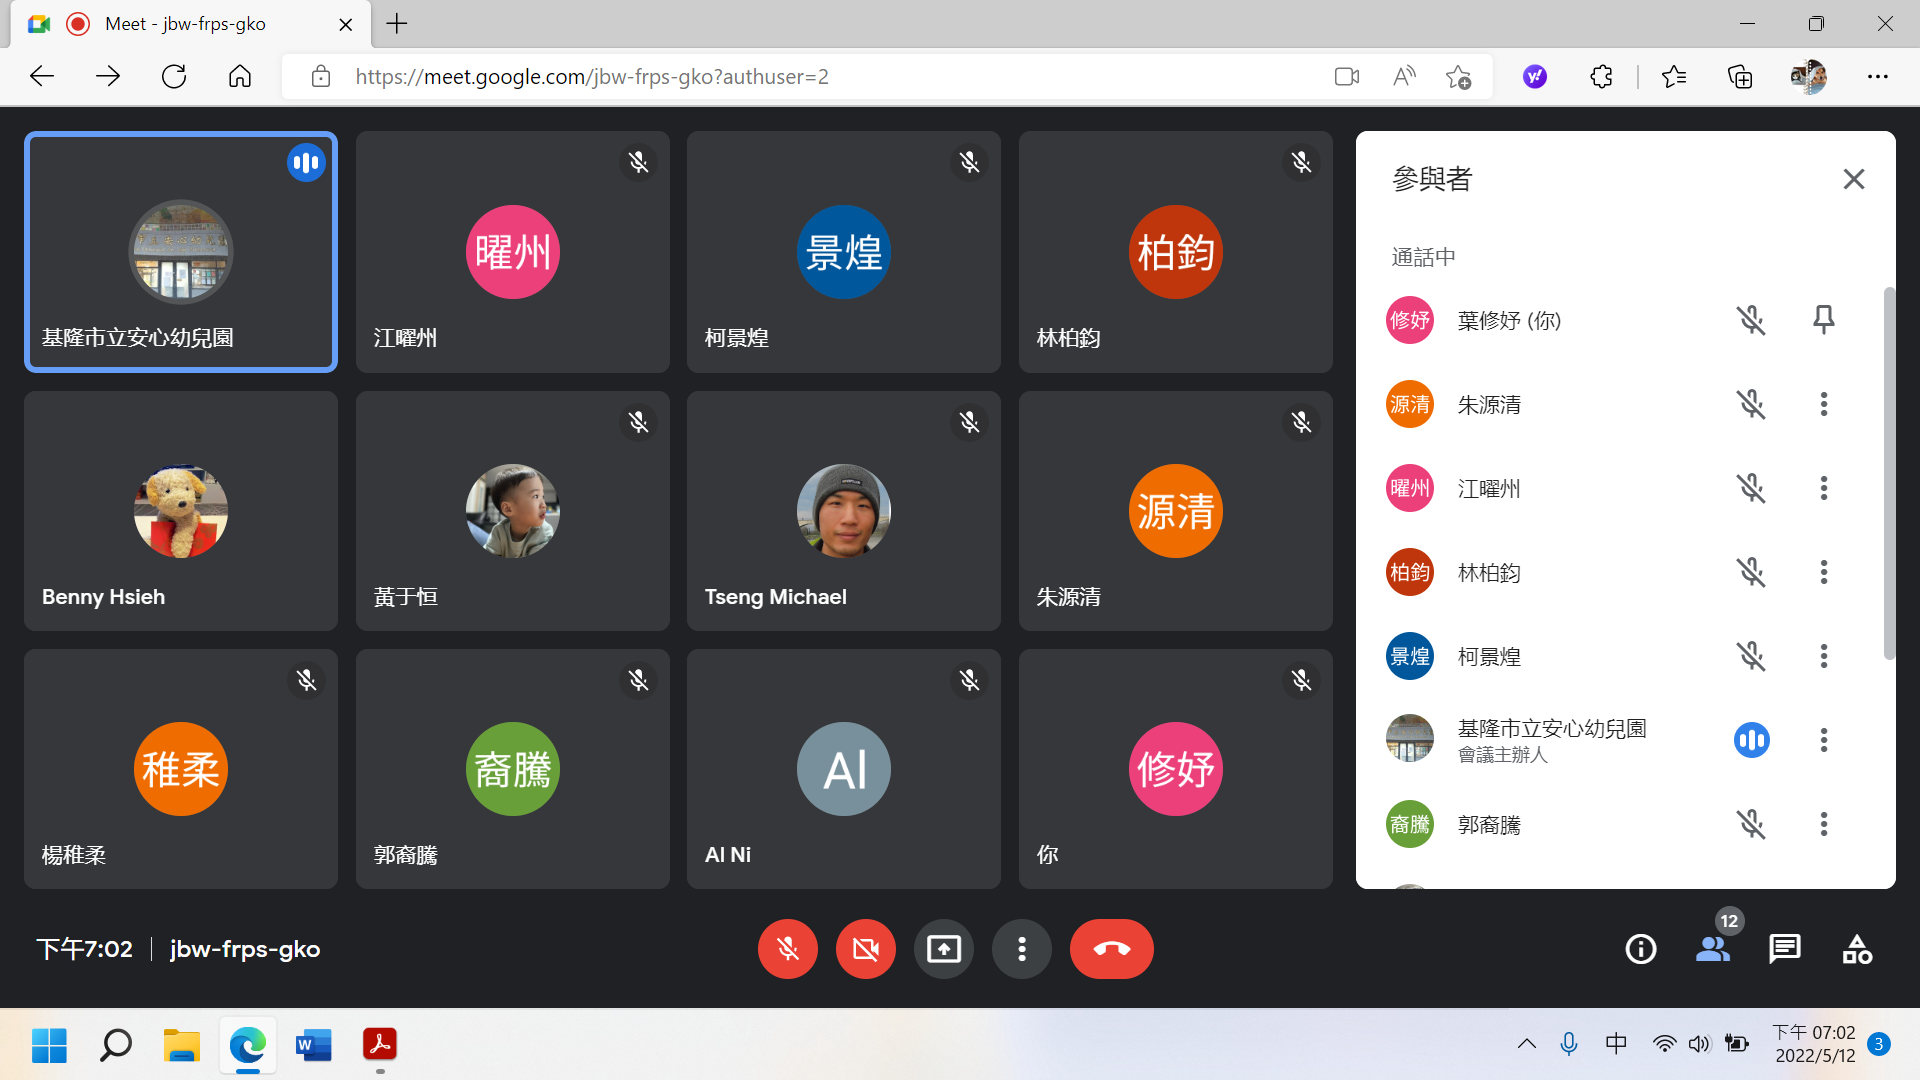 Meet - jbw-frps-gko
https://meet.google.com/jbw-frps-gko?authuser=2
基隆市立安心幼兒園
曜州
江曜州
景煌
柯景煌
柏鈞
林柏鈞
Benny Hsieh
黃于恒
Tseng Michael
源清
朱源清
稚柔
楊稚柔
裔騰
郭裔騰
Al
Al Ni
修妤
你
參與者
通話中
修妤 葉修妤 (你)
源清 朱源清
曜州 江曜州
柏鈞 林柏鈞
景煌 柯景煌
基隆市立安心幼兒園
會議主辦人
裔騰 郭裔騰
下午7:02 | jbw-frps-gko
12
中
下午 07:02
2022/5/12
3